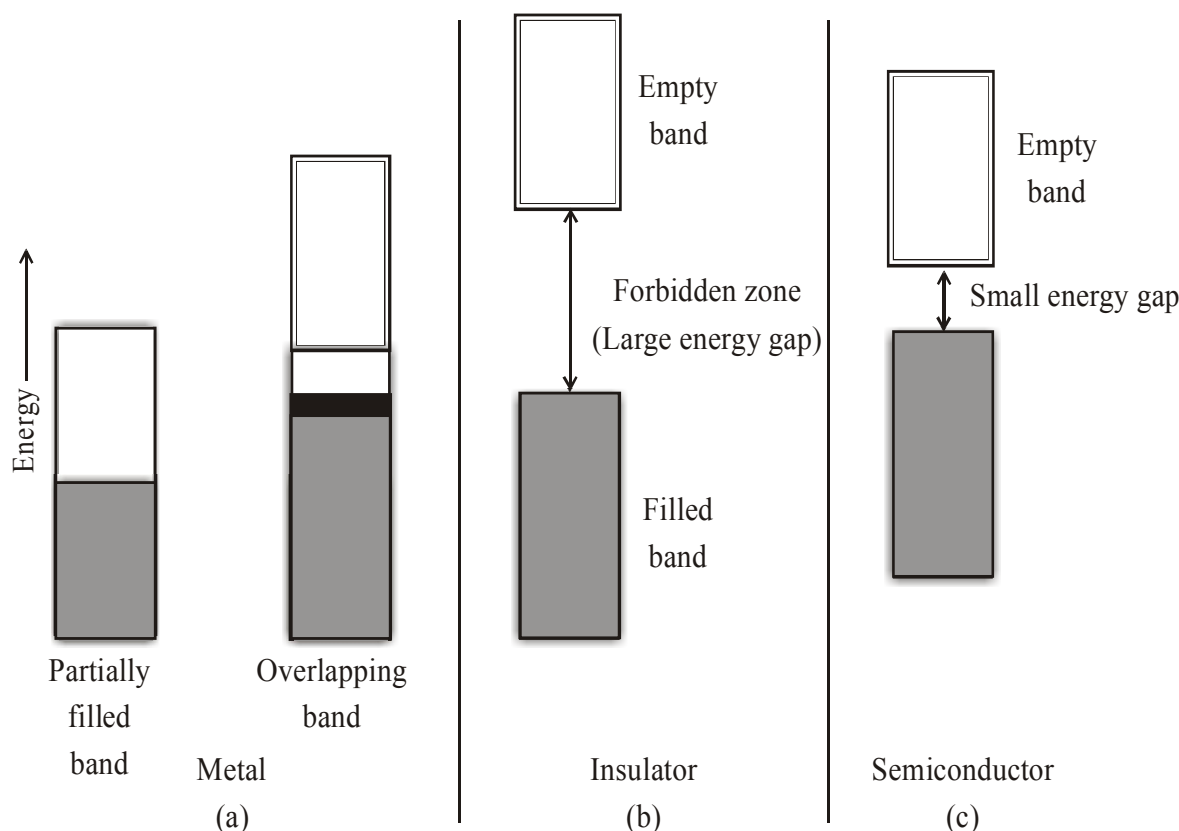 Energy
Partially
filled
band
Overlapping
band
Metal
(a)
Empty
band
Forbidden zone
(Large energy gap)
Filled
band
Insulator
(b)
Empty
band
Small energy gap
Semiconductor
(c)